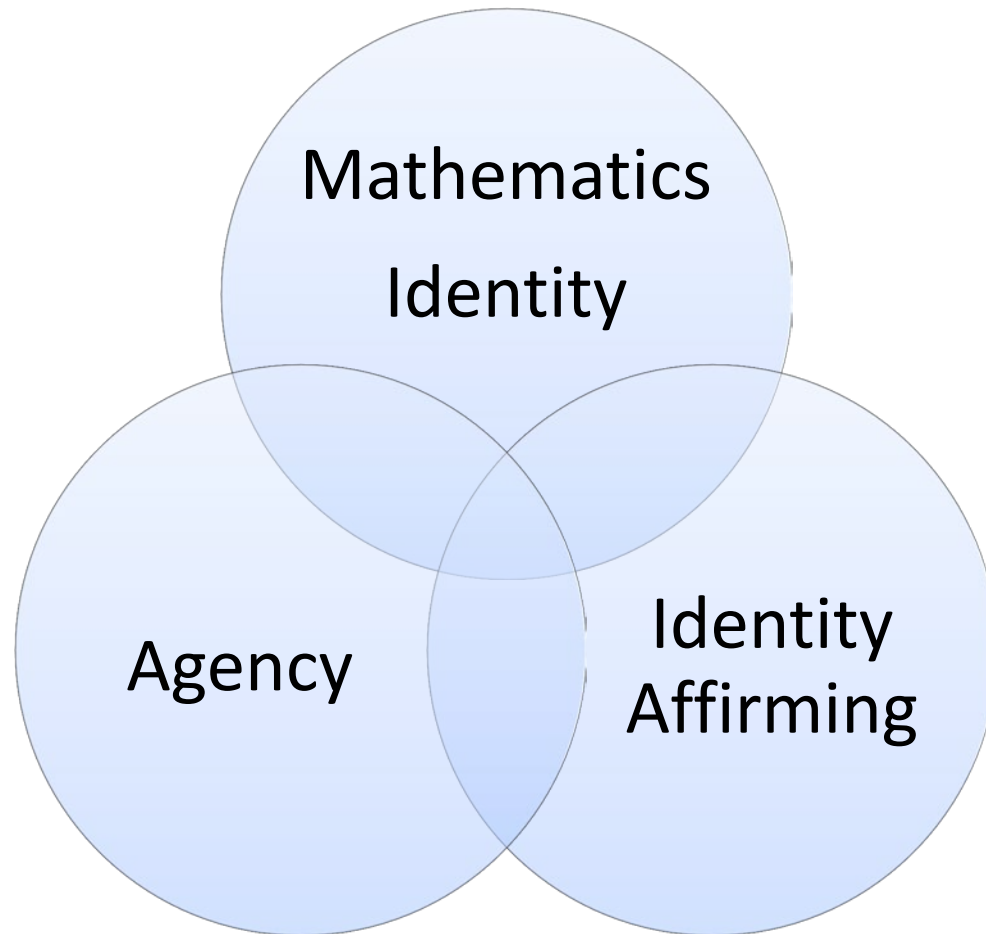 Mathematics
Identity
Agency
Identity
Affirming